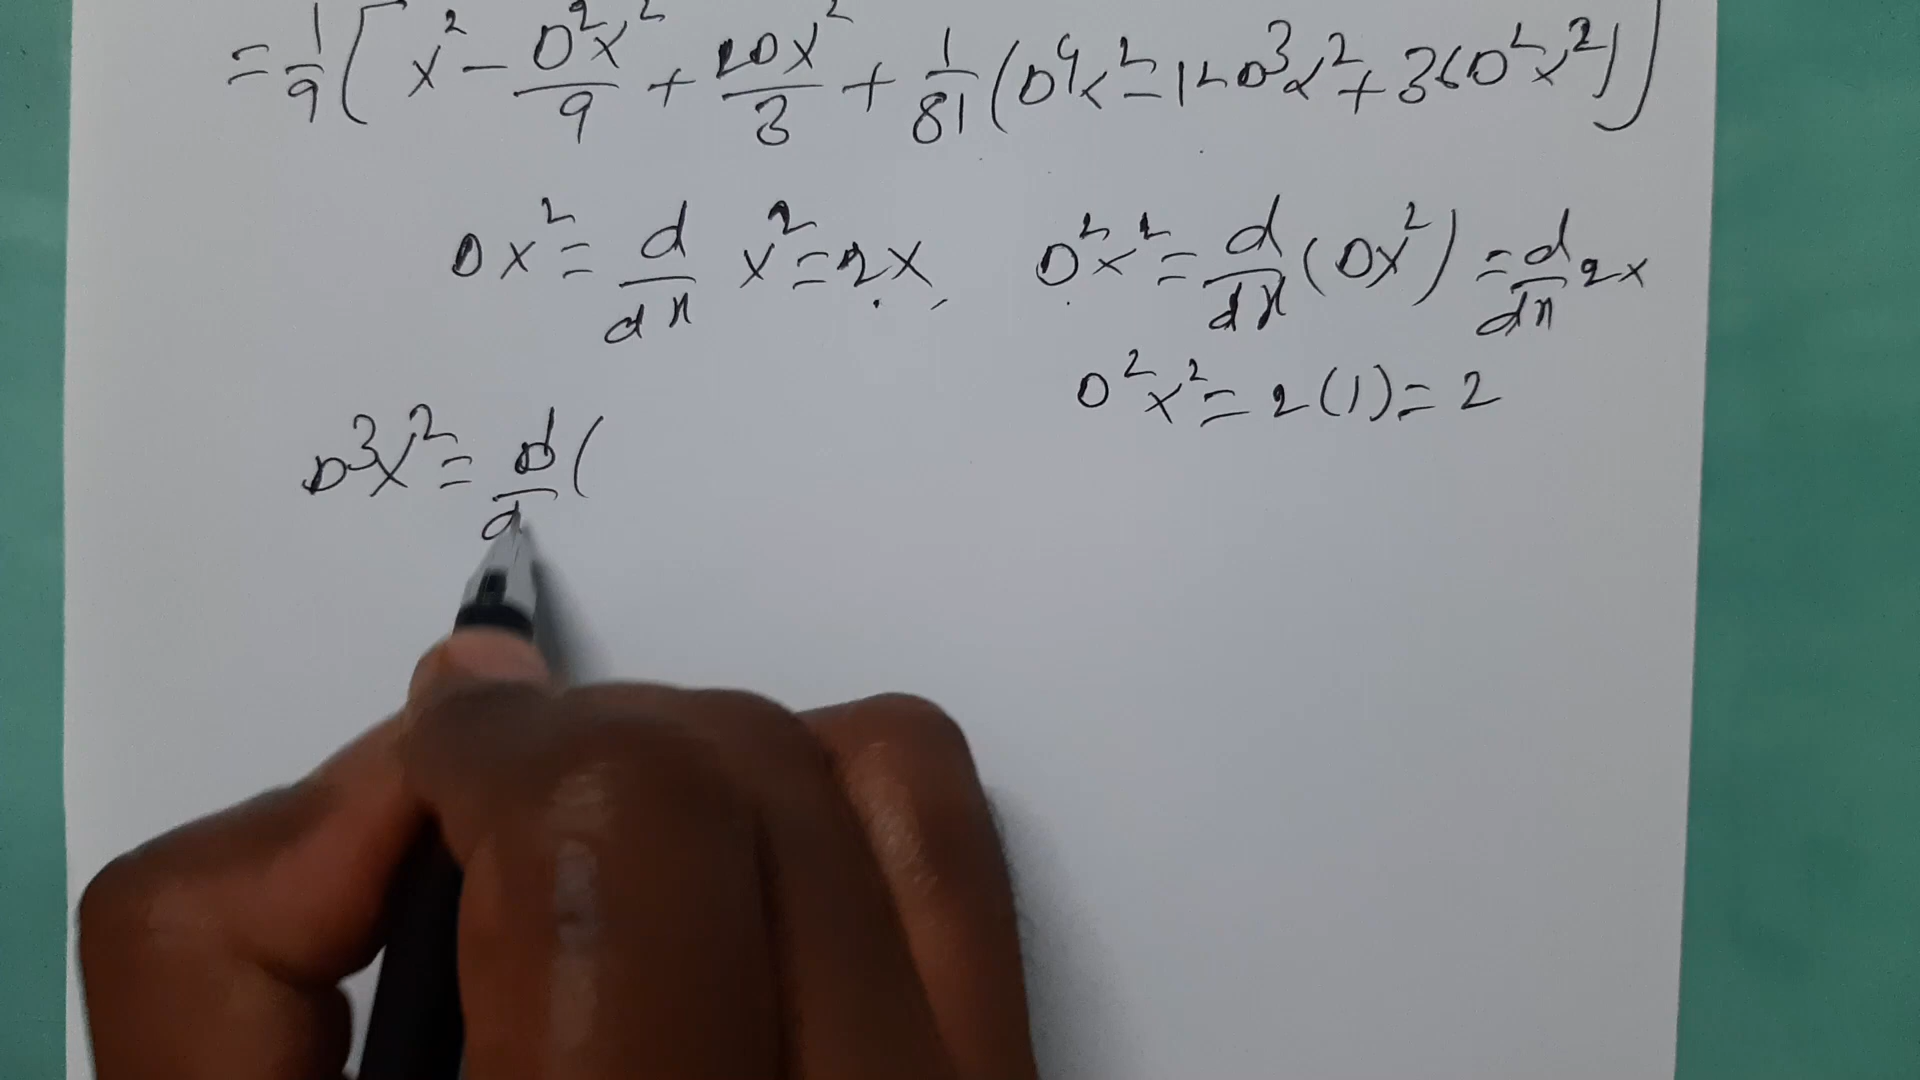 = 1/9 [ x² - D²x²/9 + 2Dx²/3 + 1/81 (D⁴x² - 12D³x² + 36D²x²) ]
Dx² = d/dx x² = 2x, D²x² = d/dx (Dx²) = d/dx 2x
D²x² = 2(1) = 2
D³x² = d/d (